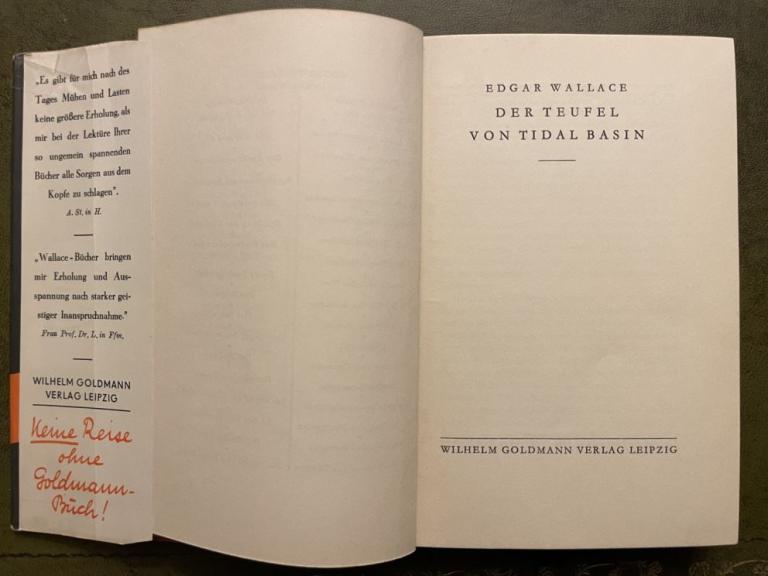 „Es gibt für mich nach des
Tages Mühen und Lasten
keine größere Erholung, als
mir bei der Lektüre Ihrer
so ungemein spannenden
Bücher alle Sorgen aus dem
Kopfe zu schlagen".
A. St. in H.
„Wallace-Bücher bringen
mir Erholung und Aus-
spannung nach starker gei-
stiger Inanspruchnahme."
Frau Prof. Dr. L. in Ffm.
WILHELM GOLDMANN
VERLAG LEIPZIG
Keine Reise
ohne
Goldmann-
Buch!
EDGAR WALLACE
DER TEUFEL
VON TIDAL BASIN
WILHELM GOLDMANN VERLAG LEIPZIG